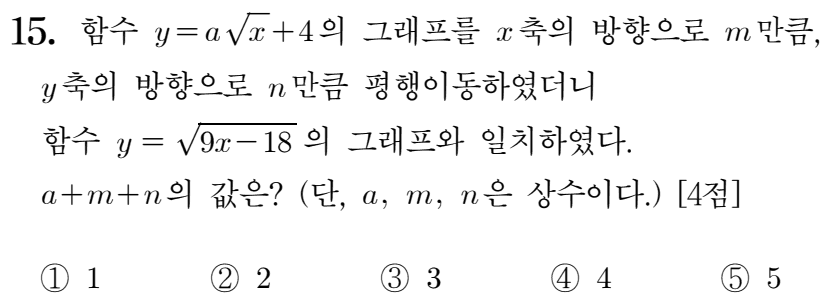 15. 함수 y=a√x+4의 그래프를 x축의 방향으로 m만큼,
y축의 방향으로 n만큼 평행이동하였더니
함수 y=√(9x-18)의 그래프와 일치하였다.
a+m+n의 값은? (단, a, m, n은 상수이다.) [4점]
① 1 ② 2 ③ 3 ④ 4 ⑤ 5